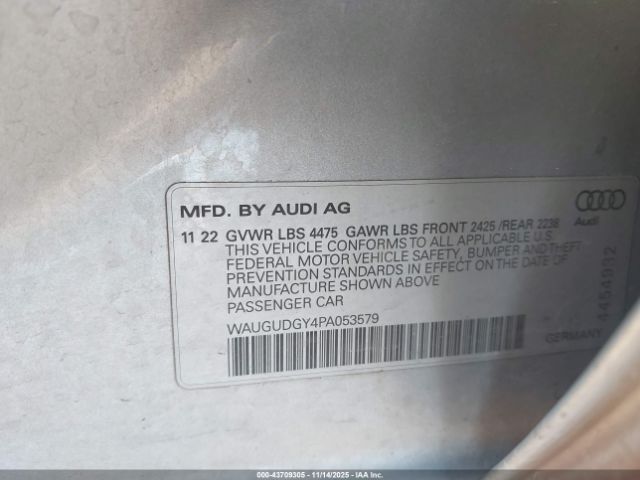 MFD. BY AUDI AG
11 22 GVWR LBS 4475 GAWR LBS FRONT 2425 /REAR 2238
THIS VEHICLE CONFORMS TO ALL APPLICABLE U.S.
FEDERAL MOTOR VEHICLE SAFETY, BUMPER AND THEFT
PREVENTION STANDARDS IN EFFECT ON THE DATE OF
MANUFACTURE SHOWN ABOVE
PASSENGER CAR
WAUGUDGY4PA053579
Audi
GERMANY
4454932
000-43709305 - 11/14/2025 - IAA Inc.